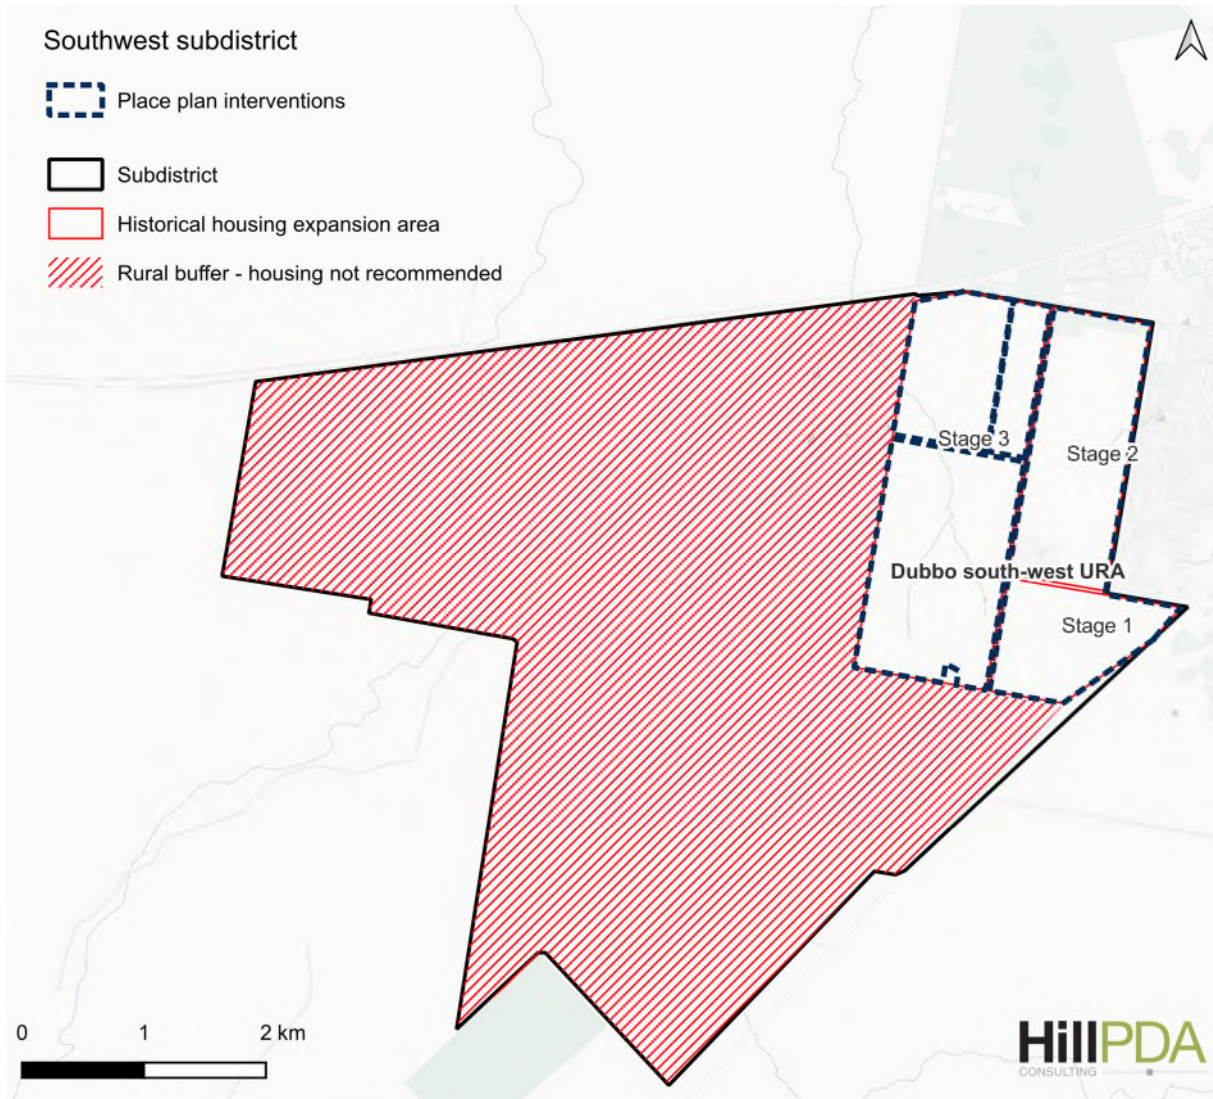 Southwest subdistrict
Place plan interventions
Subdistrict
Historical housing expansion area
Rural buffer - housing not recommended
Stage 3
Stage 2
Dubbo south-west URA
Stage 1
0 1 2 km
HillPDA
CONSULTING